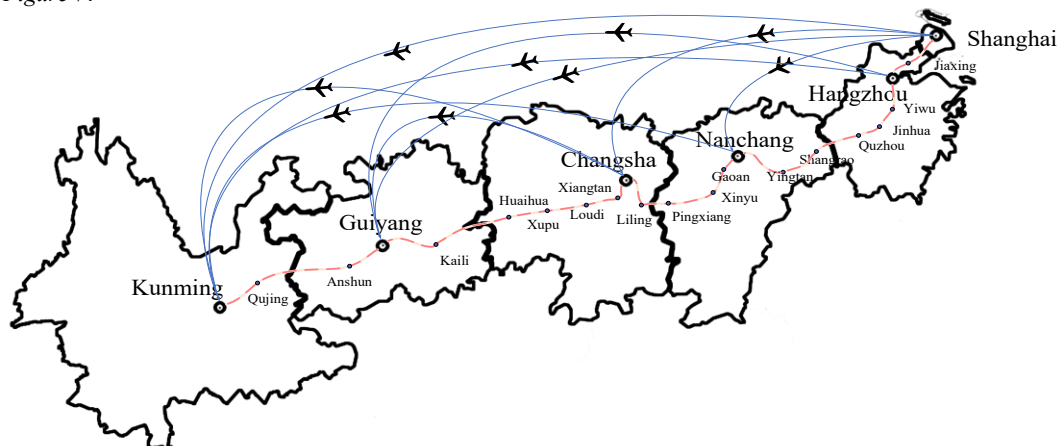 Shanghai
Jiaxing
Hangzhou
Yiwu
Jinhua
Quzhou
Shangrao
Yingtan
Nanchang
Gaoan
Xinyu
Pingxiang
Changsha
Xiangtan
Liling
Loudi
Huaihua
Xupu
Guiyang
Kaili
Anshun
Kunming
Qujing